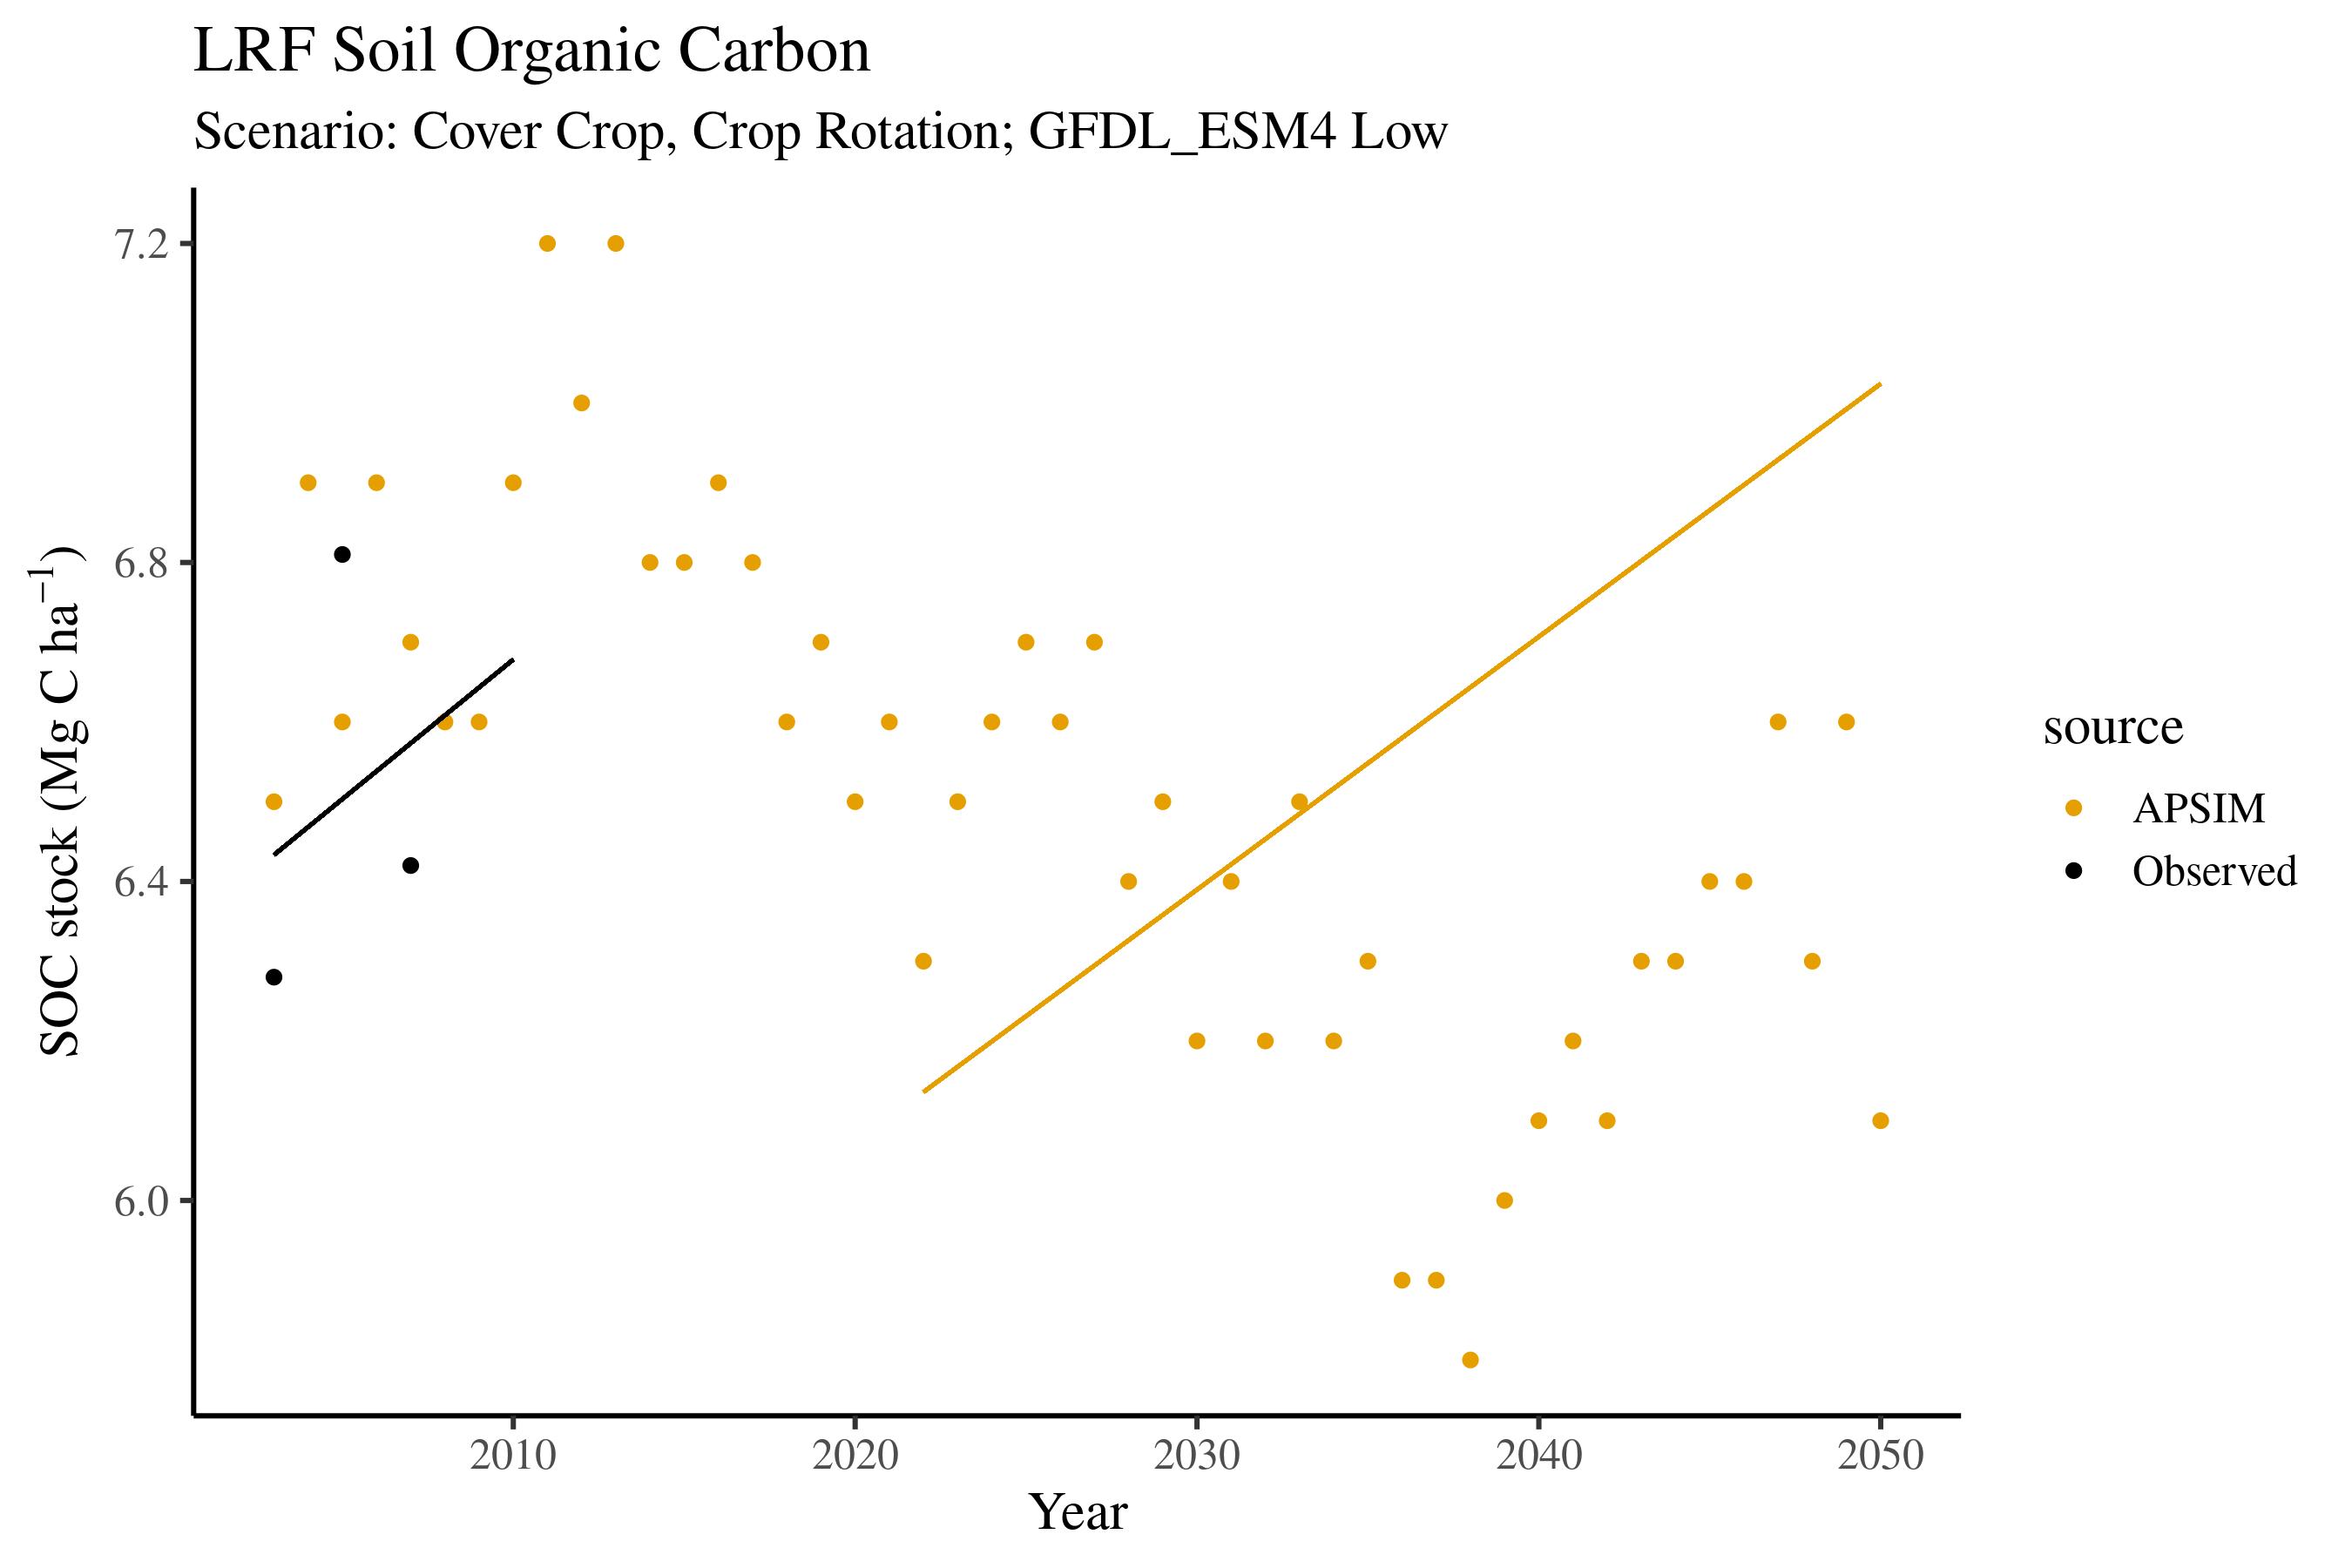 LRF Soil Organic Carbon
Scenario: Cover Crop, Crop Rotation; GFDL_ESM4 Low
7.2
6.8
6.4
6.0
SOC stock (Mg C ha⁻¹)
2010 2020 2030 2040 2050
Year
source
APSIM
Observed